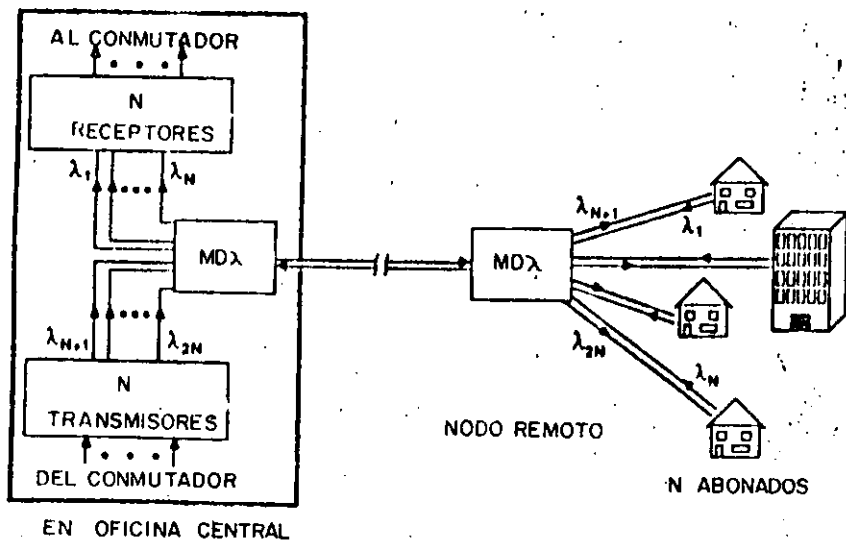 AL CONMUTADOR
N
RECEPTORES
λ1
λN
MDλ
λN+1
λ2N
N
TRANSMISORES
DEL CONMUTADOR
EN OFICINA CENTRAL
MDλ
λN+1
λ1
λ2N
λN
NODO REMOTO
N ABONADOS